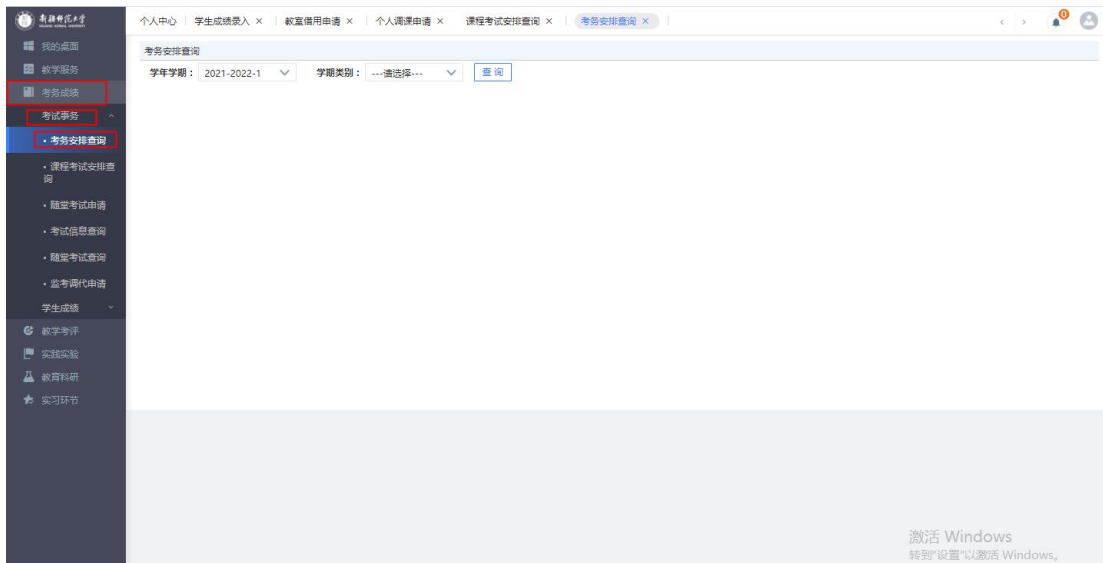 新疆师范大学
个人中心 学生成绩录入 × 教室借用申请 × 个人调课申请 × 课程考试安排查询 × 考务安排查询 × < > 0
我的桌面
教学服务
考务成绩
考试事务
• 考务安排查询
• 课程考试安排查
询
• 随堂考试申请
• 考试信息查询
• 随堂考试查询
• 监考调代申请
学生成绩
教学考评
实践实验
教育科研
实习环节
考务安排查询
学年学期： 2021-2022-1 学期类别： ---请选择--- 查 询
激活 Windows
转到"设置"以激活 Windows。